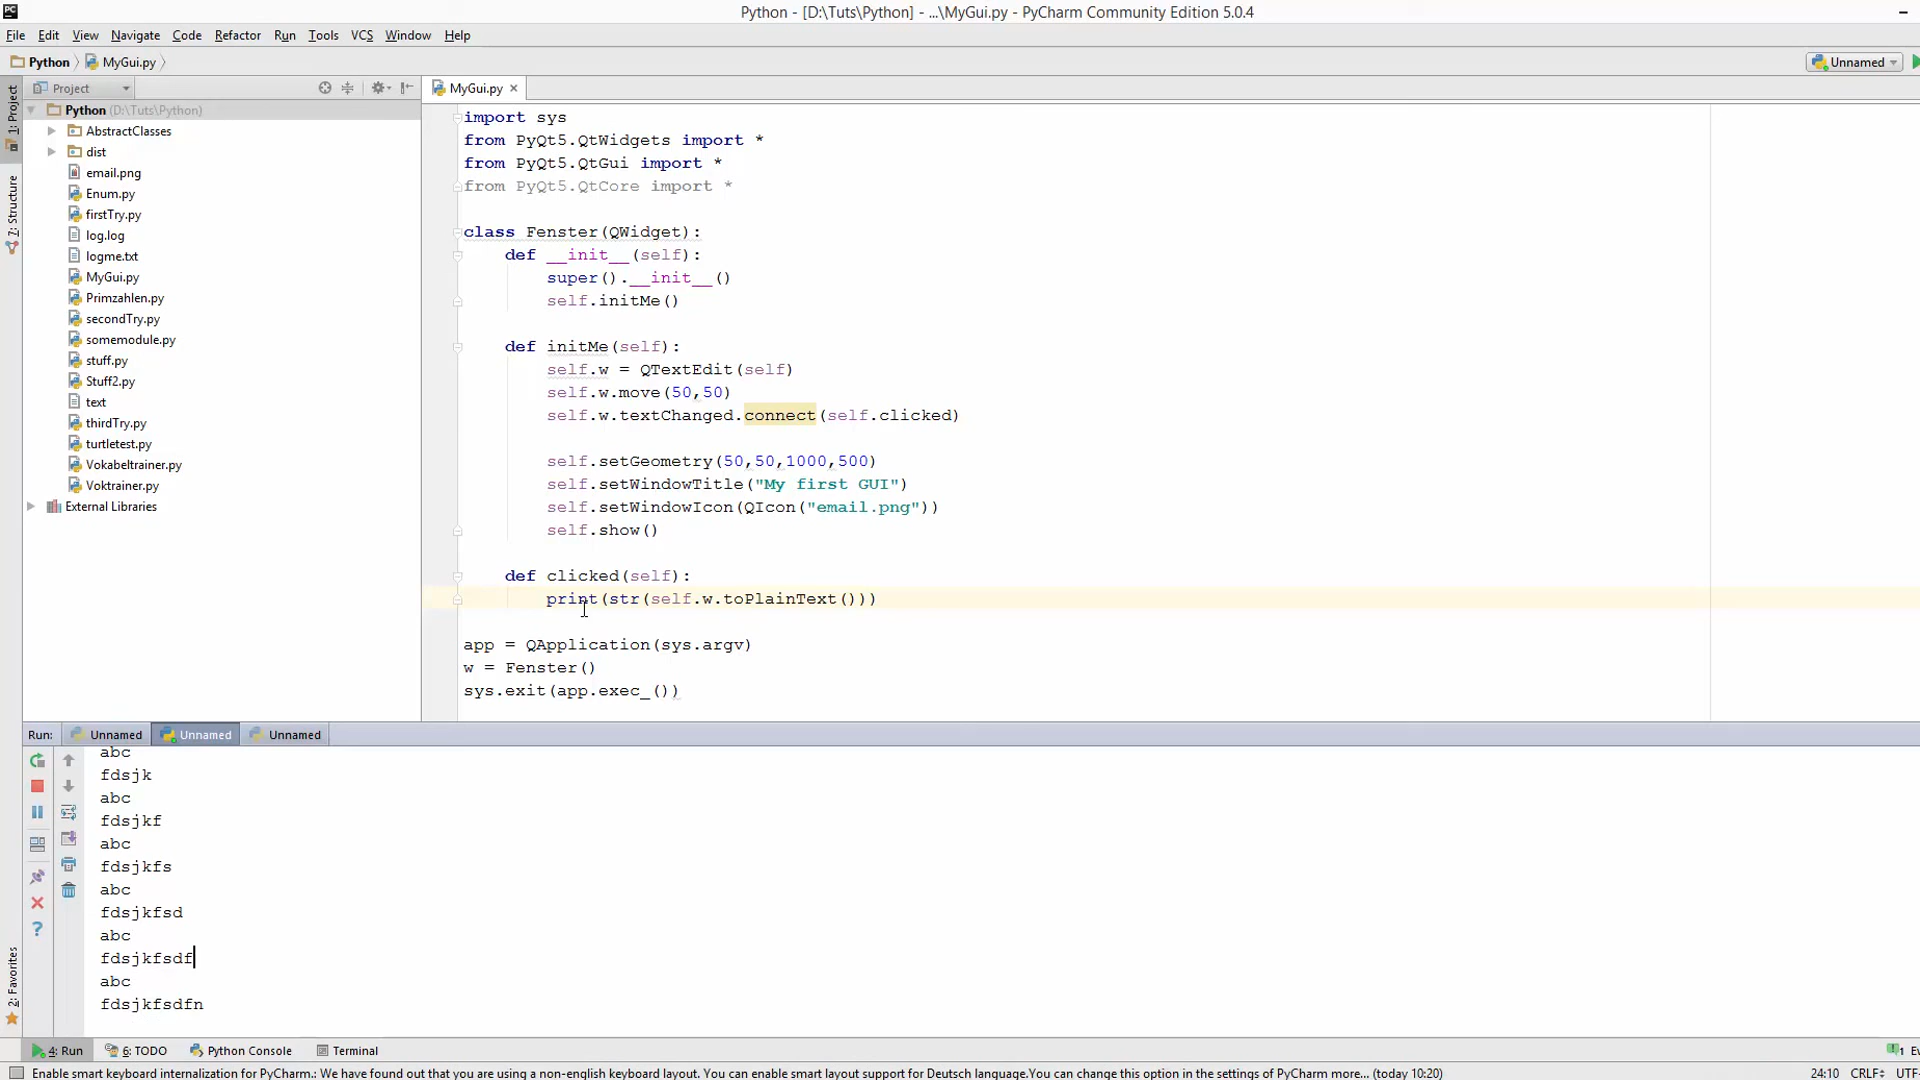 PC
Python - [D:\Tuts\Python] - ...\MyGui.py - PyCharm Community Edition 5.0.4
File Edit View Navigate Code Refactor Run Tools VCS Window Help
Python MyGui.py
Unnamed
1: Project
7: Structure
2: Favorites
Project
Python (D:\Tuts\Python)
AbstractClasses
dist
email.png
Enum.py
firstTry.py
log.log
logme.txt
MyGui.py
Primzahlen.py
secondTry.py
somemodule.py
stuff.py
Stuff2.py
text
thirdTry.py
turtletest.py
Vokabeltrainer.py
Voktrainer.py
External Libraries
MyGui.py
import sys
from PyQt5.QtWidgets import *
from PyQt5.QtGui import *
from PyQt5.QtCore import *
class Fenster(QWidget):
def __init__(self):
super().__init__()
self.initMe()
def initMe(self):
self.w = QTextEdit(self)
self.w.move(50,50)
self.w.textChanged.connect(self.clicked)
self.setGeometry(50,50,1000,500)
self.setWindowTitle("My first GUI")
self.setWindowIcon(QIcon("email.png"))
self.show()
def clicked(self):
print(str(self.w.toPlainText()))
app = QApplication(sys.argv)
w = Fenster()
sys.exit(app.exec_())
Run: Unnamed Unnamed Unnamed
abc
fdsjk
abc
fdsjkf
abc
fdsjkfs
abc
fdsjkfsd
abc
fdsjkfsdf
abc
fdsjkfsdfn
4: Run 6: TODO Python Console Terminal 1 Ev
Enable smart keyboard internalization for PyCharm.: We have found out that you are using a non-english keyboard layout. You can enable smart layout support for Deutsch language.You can change this option in the settings of PyCharm more... (today 10:20) 24:10 CRLF UTF-